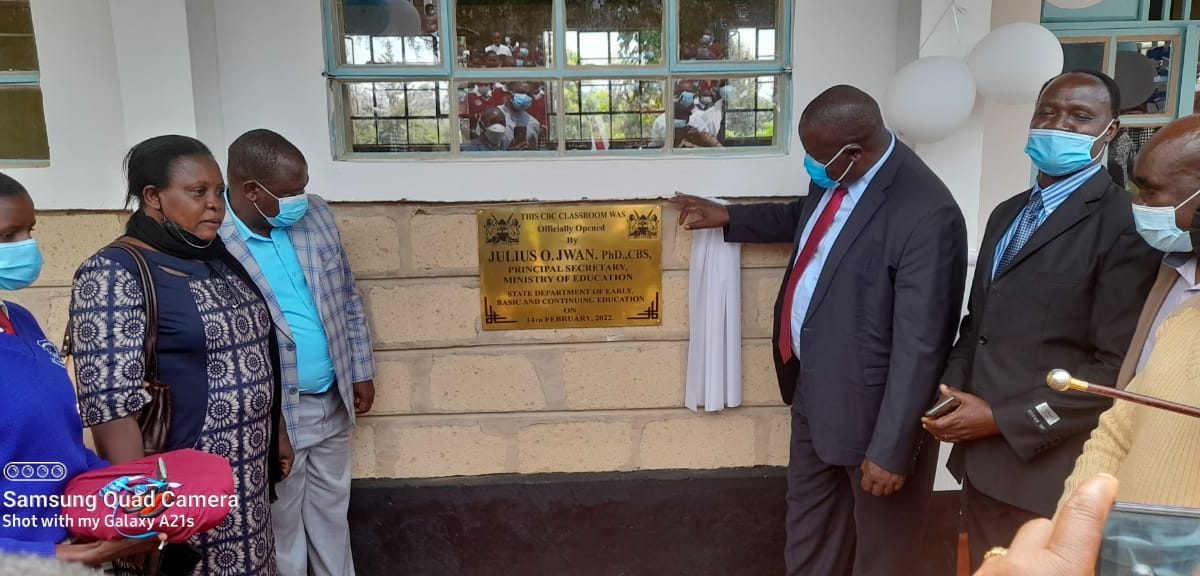 THIS CBC CLASSROOM WAS
Officially Opened
By
JULIUS O. JWAN. PhD.,CBS,
PRINCIPAL SECRETARY,
MINISTRY OF EDUCATION
STATE DEPARTMENT OF EARLY,
BASIC AND CONTINUING EDUCATION
ON
14TH FEBRUARY, 2022.
Samsung Quad Camera
Shot with my Galaxy A21s